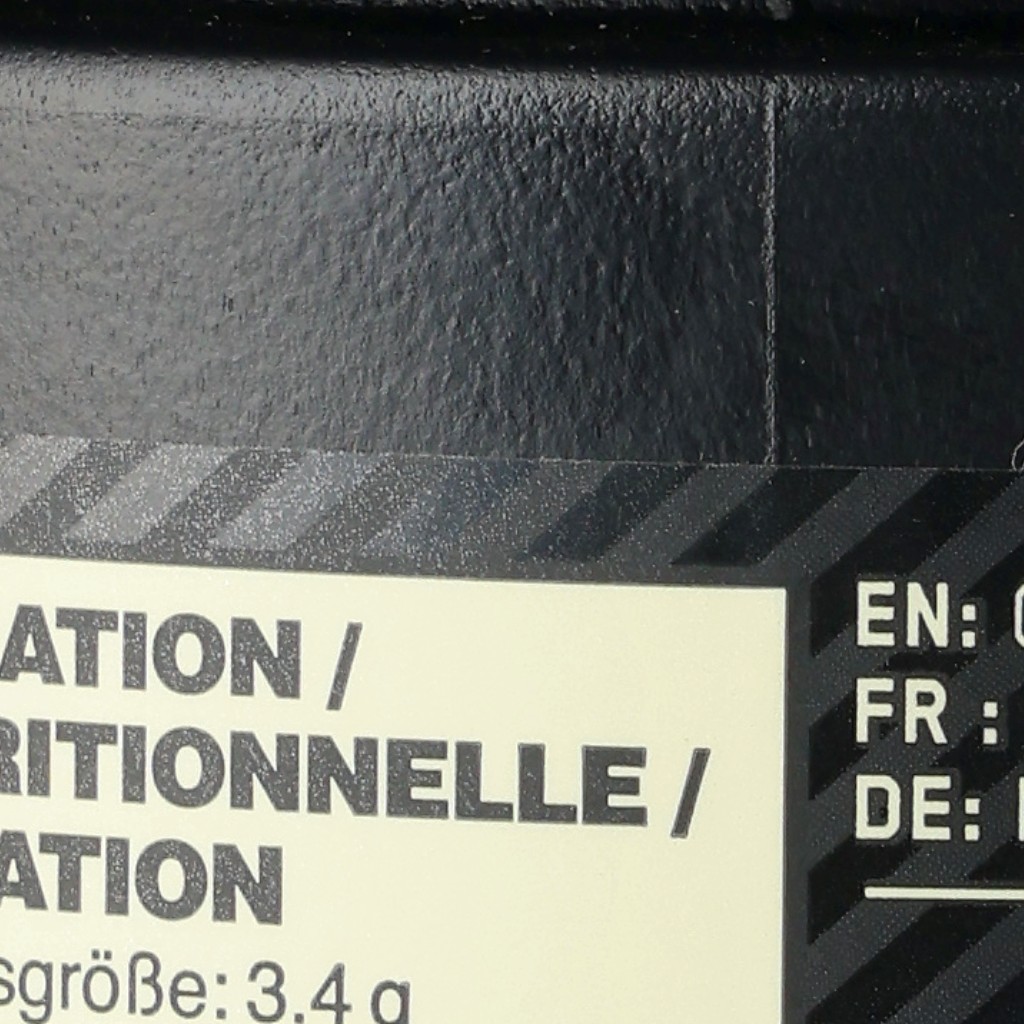 ATION /
RITIONNELLE /
ATION
sgröße: 3.4 g
EN:
FR :
DE: